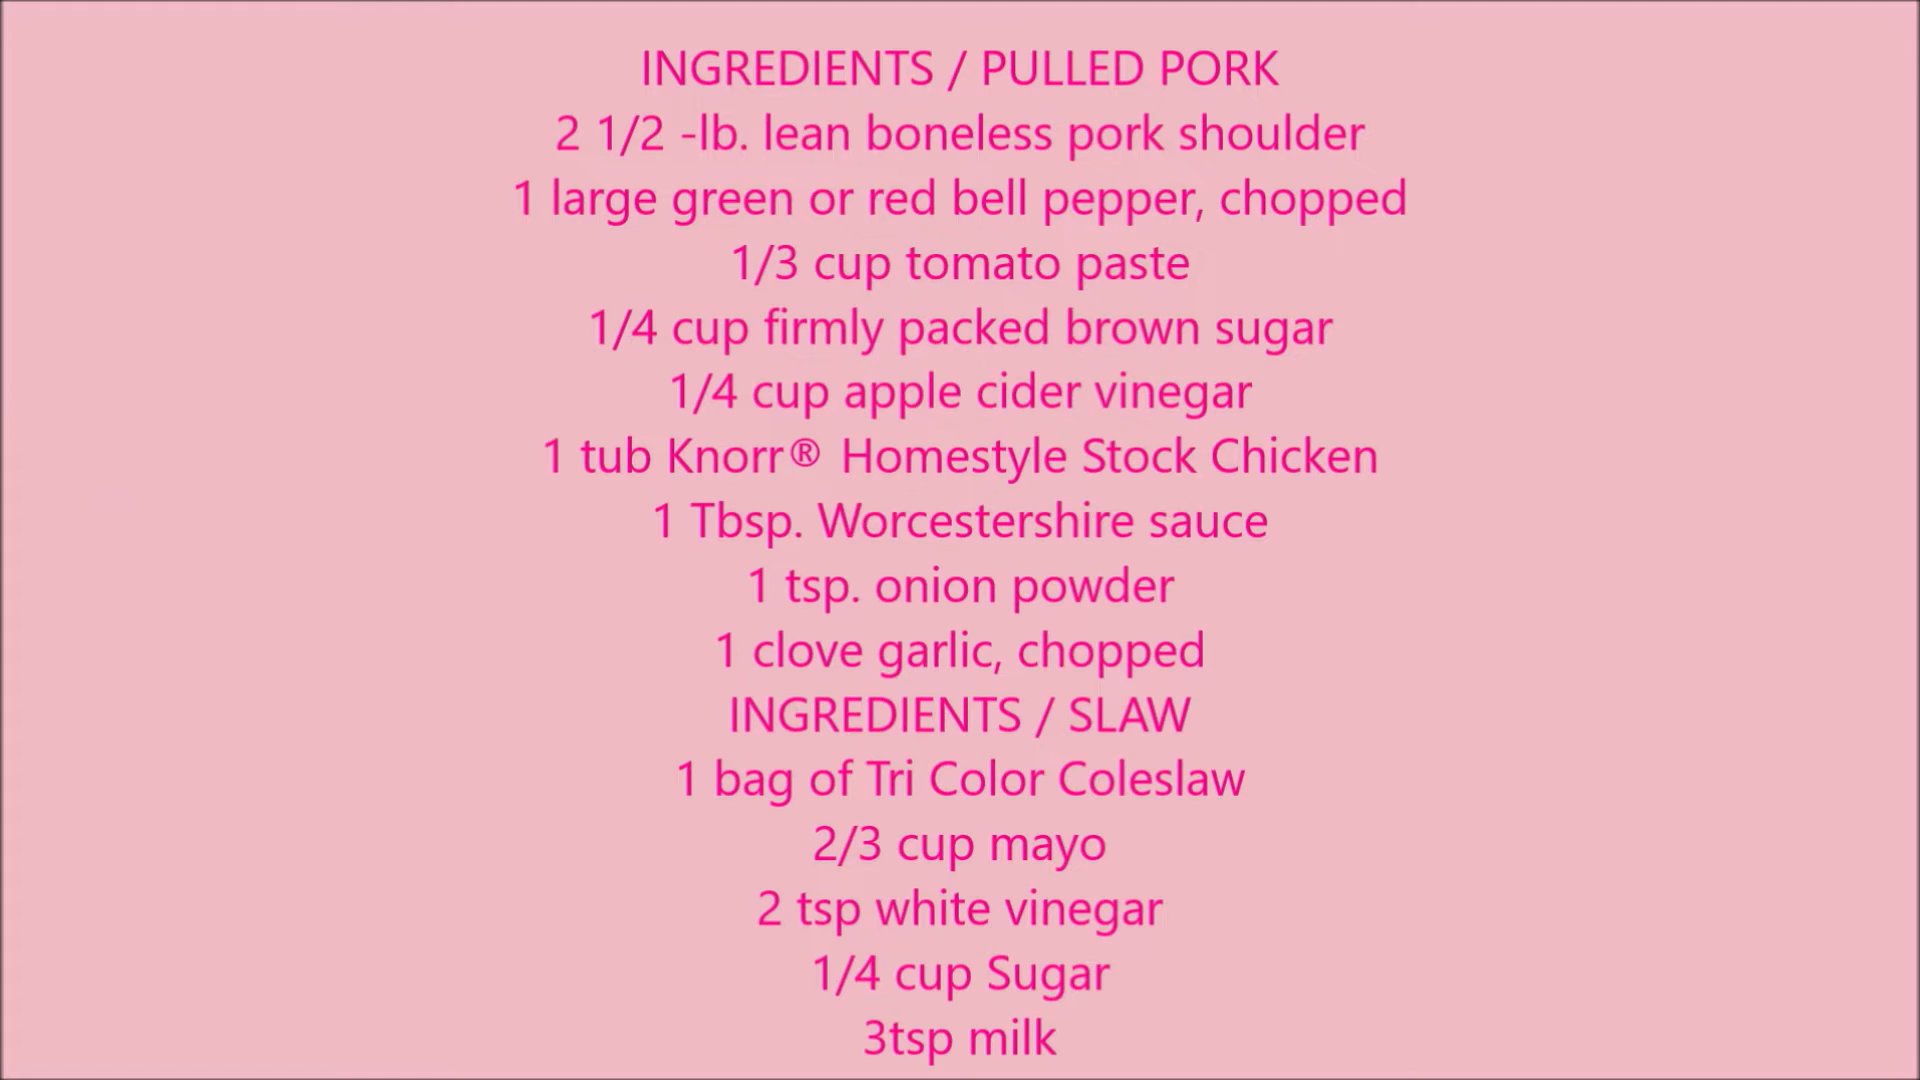 INGREDIENTS / PULLED PORK
2 1/2 -lb. lean boneless pork shoulder
1 large green or red bell pepper, chopped
1/3 cup tomato paste
1/4 cup firmly packed brown sugar
1/4 cup apple cider vinegar
1 tub Knorr® Homestyle Stock Chicken
1 Tbsp. Worcestershire sauce
1 tsp. onion powder
1 clove garlic, chopped
INGREDIENTS / SLAW
1 bag of Tri Color Coleslaw
2/3 cup mayo
2 tsp white vinegar
1/4 cup Sugar
3tsp milk